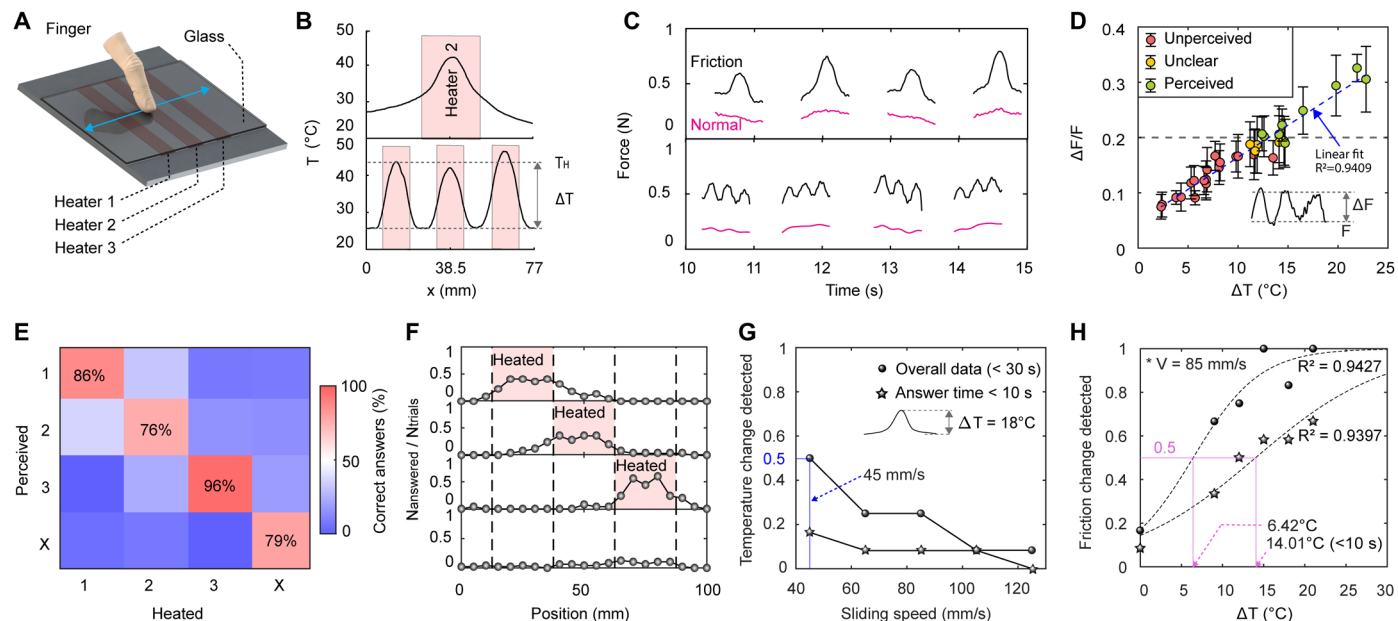 A
Finger
Glass
Heater 1
Heater 2
Heater 3
B
T (°C)
50
40
30
20
Heater 2
50
40
30
20
T_H
ΔT
0
38.5
77
x (mm)
C
Force (N)
1
0.5
0
Friction
Normal
1
0.5
0
10
11
12
13
14
15
Time (s)
D
ΔF/F
0.4
0.3
0.2
0.1
0
Unperceived
Unclear
Perceived
Linear fit
R²=0.9409
ΔF
F
0
5
10
15
20
25
ΔT (°C)
E
Perceived
1
2
3
X
86%
76%
96%
79%
1
2
3
X
Heated
100
50
0
Correct answers (%)
F
N_answered / N_trials
1
0.5
0
Heated
1
0.5
0
Heated
1
0.5
0
Heated
1
0.5
0
0
50
100
Position (mm)
G
Temperature change detected
1
0.8
0.6
0.5
0.4
0.2
0
Overall data (< 30 s)
Answer time < 10 s
ΔT = 18°C
45 mm/s
40
60
80
100
120
Sliding speed (mm/s)
H
Friction change detected
1
0.8
0.6
0.4
0.2
0
* V = 85 mm/s
R² = 0.9427
R² = 0.9397
0.5
6.42°C
14.01°C (<10 s)
0
5
10
15
20
25
30
ΔT (°C)